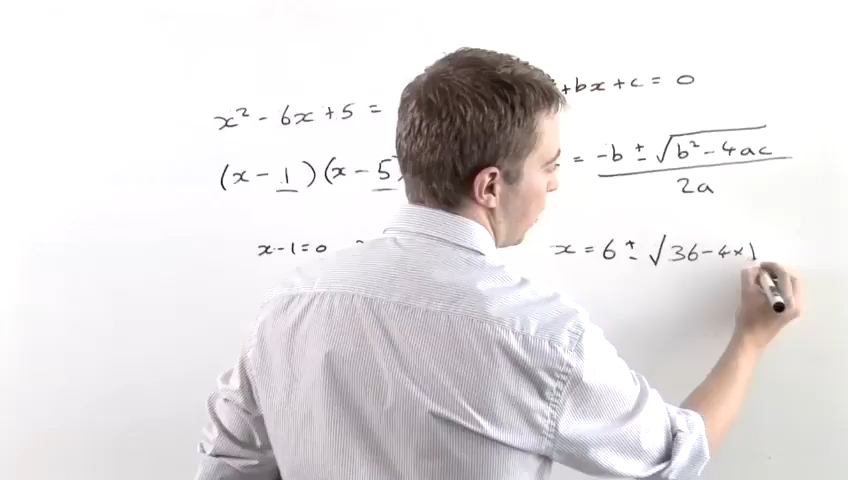 x² - 6x + 5 =
(x - 1)(x - 5)
x - 1 = 0
+ bx + c = 0
= -b ± √b² - 4ac
2a
x = 6 ± √36 - 4 × 1